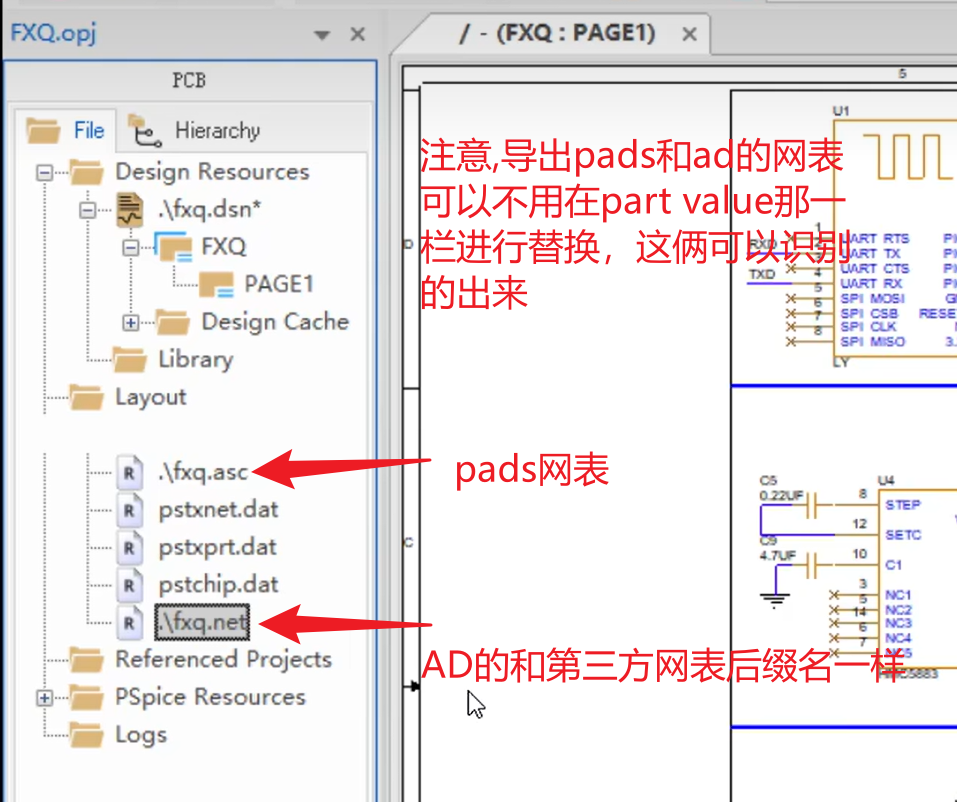 FXQ.opj
/ - (FXQ : PAGE1)
PCB
File
Hierarchy
Design Resources
.\fxq.dsn*
FXQ
PAGE1
Design Cache
Library
Layout
.\fxq.asc
pstxnet.dat
pstxprt.dat
pstchip.dat
.\fxq.net
Referenced Projects
PSpice Resources
Logs
5
注意,导出pads和ad的网表
可以不用在part value那一
栏进行替换，这俩可以识别
的出来
pads网表
AD的和第三方网表后缀名一样
D
C
U1
1
2
3
4
5
6
7
8
RXD
TXD
UART RTS
UART TX
UART CTS
UART RX
SPI MOSI
SPI CSB
SPI CLK
SPI MISO
RESE
3.
LY
C5
0.22UF
C9
4.7UF
U4
8
STEP
12
SETC
10
C1
3
NC1
5
NC2
14
NC3
6
NC4
7
NC5